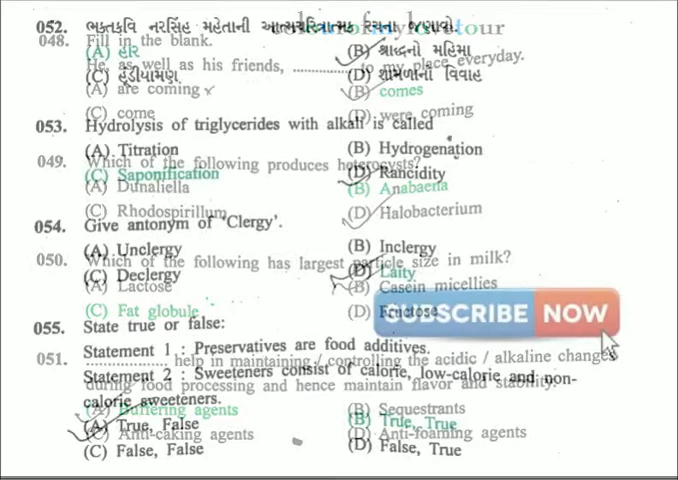 052. ભક્તકવિ નરસિંહ મહેતાની આત્મચરિત્રાત્મક રચના જણાવો.
(A) હાર
(B) શ્રાદ્ધનો મહિમા
(C) હૂંડીયામણ
(D) શામળાનો વિવાહ
053. Hydrolysis of triglycerides with alkali is called
(A) Titration
(B) Hydrogenation
(C) Saponification
(D) Rancidity
054. Give antonym of 'Clergy'.
(A) Unclergy
(B) Inclergy
(C) Declergy
(D) Laity
055. State true or false:
Statement 1 : Preservatives are food additives.
Statement 2 : Sweeteners consist of calorie, low-calorie and non-
calorie sweeteners.
(A) True, False
(B) True, True
(C) False, False
(D) False, True
048. Fill in the blank.
He, as well as his friends, .............. to my place everyday.
(A) are coming
(B) comes
(C) come
(D) were coming
049. Which of the following produces heterocysts?
(A) Dunaliella
(B) Anabaena
(C) Rhodospirillum
(D) Halobacterium
050. Which of the following has largest particle size in milk?
(A) Lactose
(B) Casein micelles
(C) Fat globule
(D) Fructose
051. .................. help in maintaining / controlling the acidic / alkaline changes
during food processing and hence maintain flavor and stability.
(A) Buffering agents
(B) Sequestrants
(C) Anti-caking agents
(D) Anti-foaming agents
SUBSCRIBE NOW